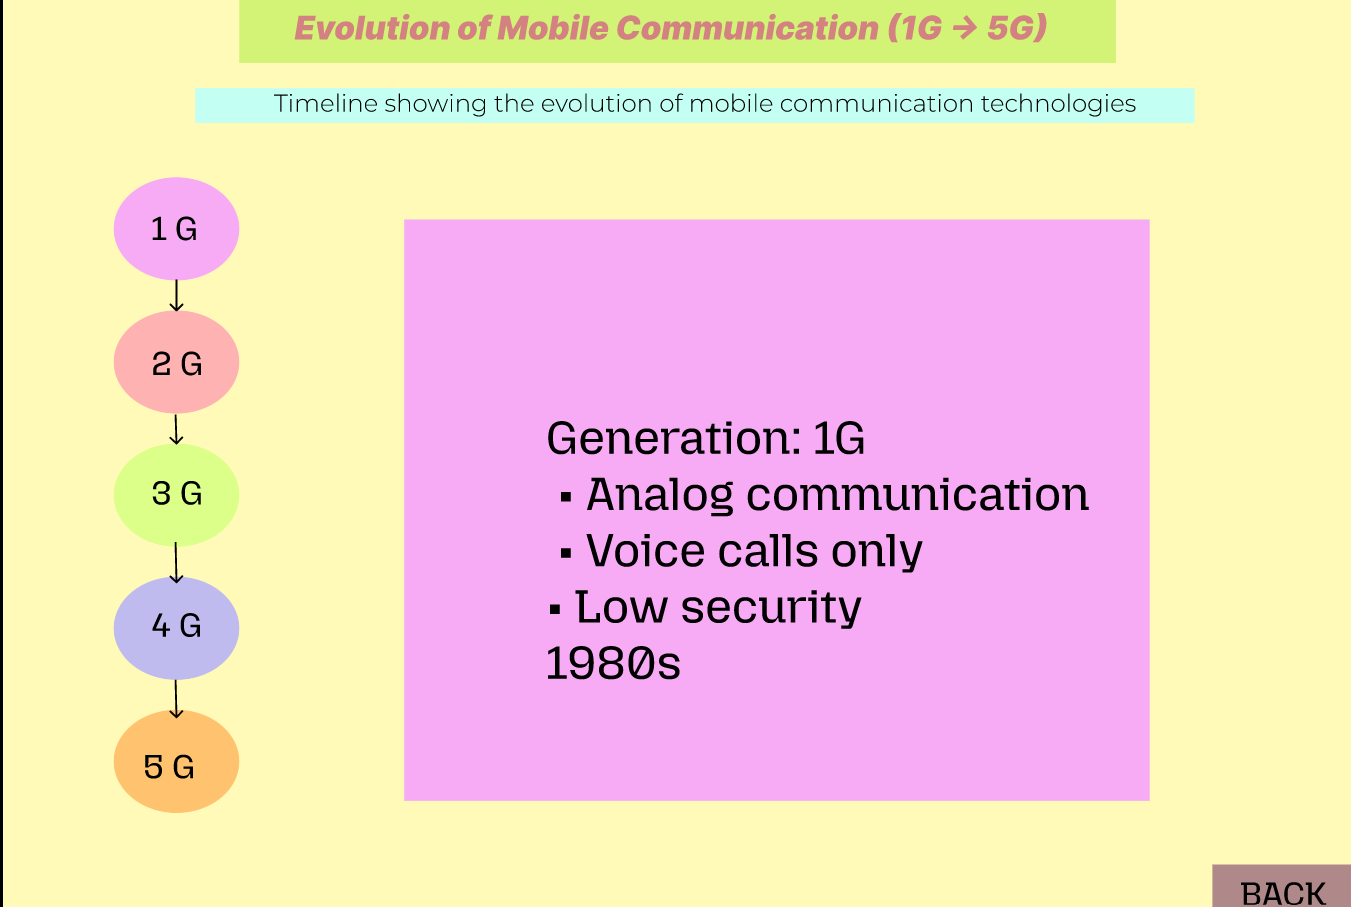 Evolution of Mobile Communication (1G → 5G)
Timeline showing the evolution of mobile communication technologies
1 G
2 G
3 G
4 G
5 G
Generation: 1G
▪ Analog communication
▪ Voice calls only
▪ Low security
1980s
BACK